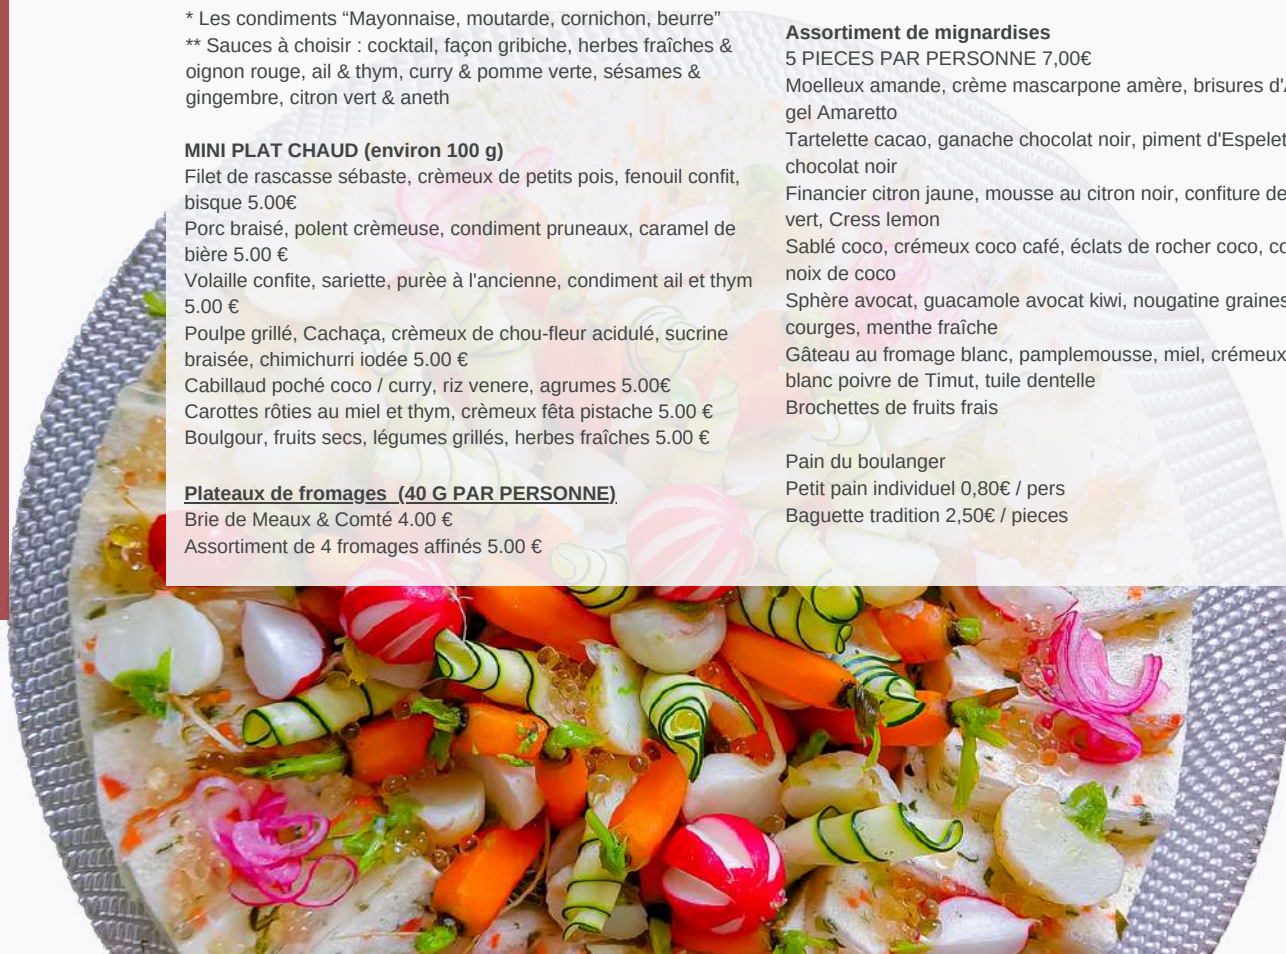 * Les condiments “Mayonnaise, moutarde, cornichon, beurre”
** Sauces à choisir : cocktail, façon gribiche, herbes fraîches &
oignon rouge, ail & thym, curry & pomme verte, sésames &
gingembre, citron vert & aneth
MINI PLAT CHAUD (environ 100 g)
Filet de rascasse sébaste, crèmeux de petits pois, fenouil confit,
bisque 5.00€
Porc braisé, polent crèmeuse, condiment pruneaux, caramel de
bière 5.00 €
Volaille confite, sariette, purèe à l'ancienne, condiment ail et thym
5.00 €
Poulpe grillé, Cachaça, crèmeux de chou-fleur acidulé, sucrine
braisée, chimichurri iodée 5.00 €
Cabillaud poché coco / curry, riz venere, agrumes 5.00€
Carottes rôties au miel et thym, crèmeux fêta pistache 5.00 €
Boulgour, fruits secs, légumes grillés, herbes fraîches 5.00 €
Plateaux de fromages (40 G PAR PERSONNE)
Brie de Meaux & Comté 4.00 €
Assortiment de 4 fromages affinés 5.00 €
Assortiment de mignardises
5 PIECES PAR PERSONNE 7,00€
Moelleux amande, crème mascarpone amère, brisures
gel Amaretto
Tartelette cacao, ganache chocolat noir, piment
chocolat noir
Financier citron jaune, mousse au citron noir, confiture de
vert, Cress lemon
Sablé coco, crémeux coco café, éclats de rocher coco,
noix de coco
Sphère avocat, guacamole avocat kiwi, nougatine graines
courges, menthe fraîche
Gâteau au fromage blanc, pamplemousse, miel, crémeux
blanc poivre de Timut, tuile dentelle
Brochettes de fruits frais
Pain du boulanger
Petit pain individuel 0,80€ / pers
Baguette tradition 2,50€ / pieces